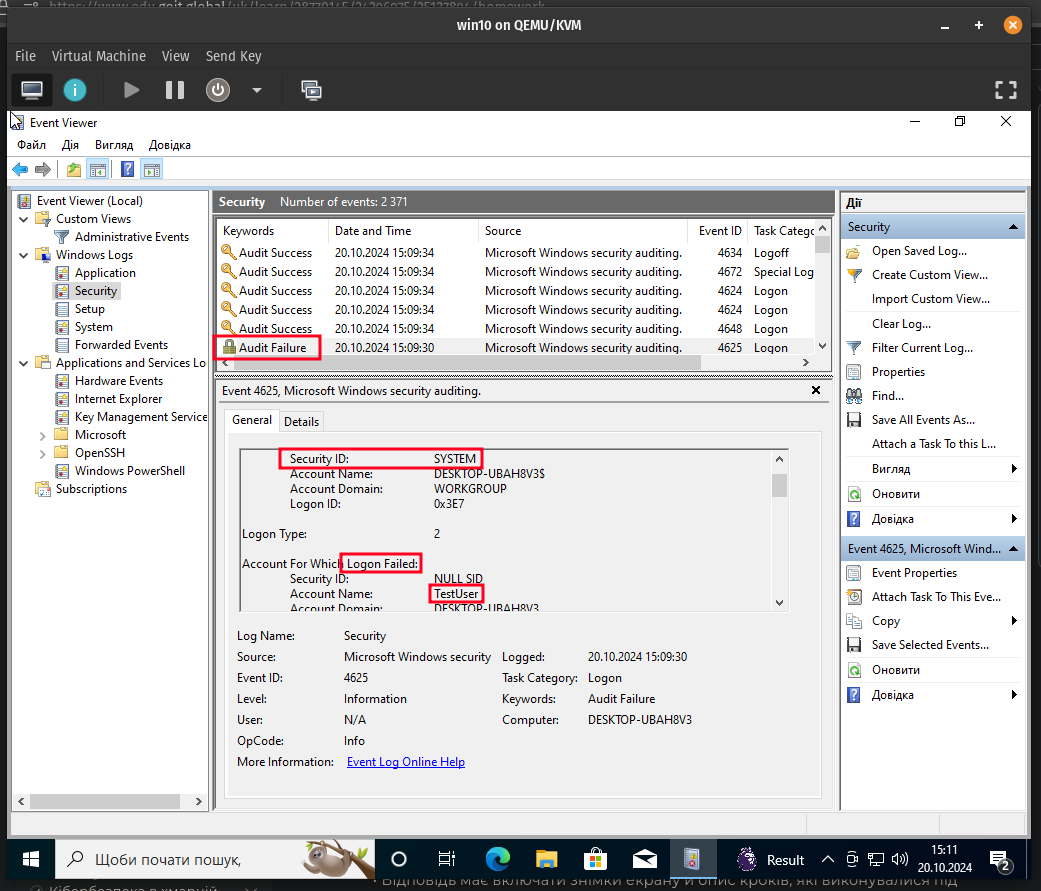 win10 on QEMU/KVM
File Virtual Machine View Send Key
Event Viewer
Файл Дія Вигляд Довідка
Event Viewer (Local)
Custom Views
Administrative Events
Windows Logs
Application
Security
Setup
System
Forwarded Events
Applications and Services Lo
Hardware Events
Internet Explorer
Key Management Service
Microsoft
OpenSSH
Windows PowerShell
Subscriptions
Security Number of events: 2 371
Keywords Date and Time Source Event ID Task Catego
Audit Success 20.10.2024 15:09:34 Microsoft Windows security auditing. 4634 Logoff
Audit Success 20.10.2024 15:09:34 Microsoft Windows security auditing. 4672 Special Log
Audit Success 20.10.2024 15:09:34 Microsoft Windows security auditing. 4624 Logon
Audit Success 20.10.2024 15:09:34 Microsoft Windows security auditing. 4624 Logon
Audit Success 20.10.2024 15:09:34 Microsoft Windows security auditing. 4648 Logon
Audit Failure 20.10.2024 15:09:30 Microsoft Windows security auditing. 4625 Logon
Event 4625, Microsoft Windows security auditing.
General Details
Security ID: SYSTEM
Account Name: DESKTOP-UBAH8V3$
Account Domain: WORKGROUP
Logon ID: 0x3E7
Logon Type: 2
Account For Which Logon Failed:
Security ID: NULL SID
Account Name: TestUser
Account Domain: DESKTOP-UBAH8V3
Log Name: Security
Source: Microsoft Windows security Logged: 20.10.2024 15:09:30
Event ID: 4625 Task Category: Logon
Level: Information Keywords: Audit Failure
User: N/A Computer: DESKTOP-UBAH8V3
OpCode: Info
More Information: Event Log Online Help
Дії
Security
Open Saved Log...
Create Custom View...
Import Custom View...
Clear Log...
Filter Current Log...
Properties
Find...
Save All Events As...
Attach a Task To this L...
Вигляд
Оновити
Довідка
Event 4625, Microsoft Wind...
Event Properties
Attach Task To This Eve...
Copy
Save Selected Events...
Оновити
Довідка
Щоби почати пошук,
Result
15:11
20.10.2024
2
Кібербезпека в хмарній
Відповідь має включати знімки екрану й опис кроків, які виконувалися під